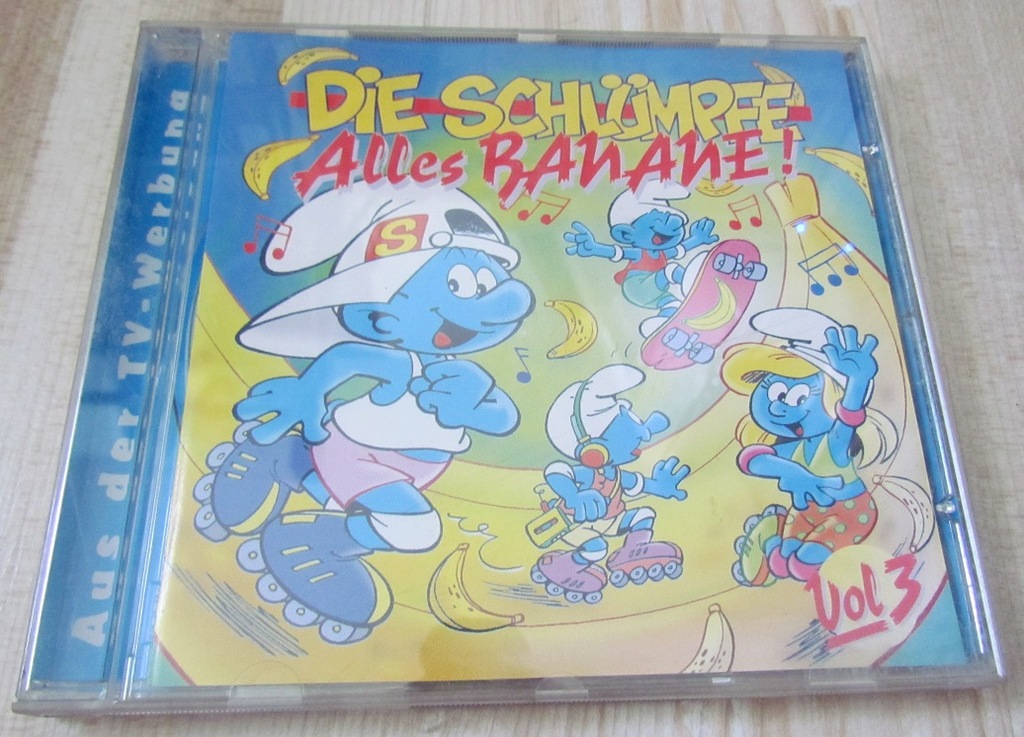 Aus der TV-Werbung
DiE SCHLÜMPFE
Alles BANANE!
S
Vol 3